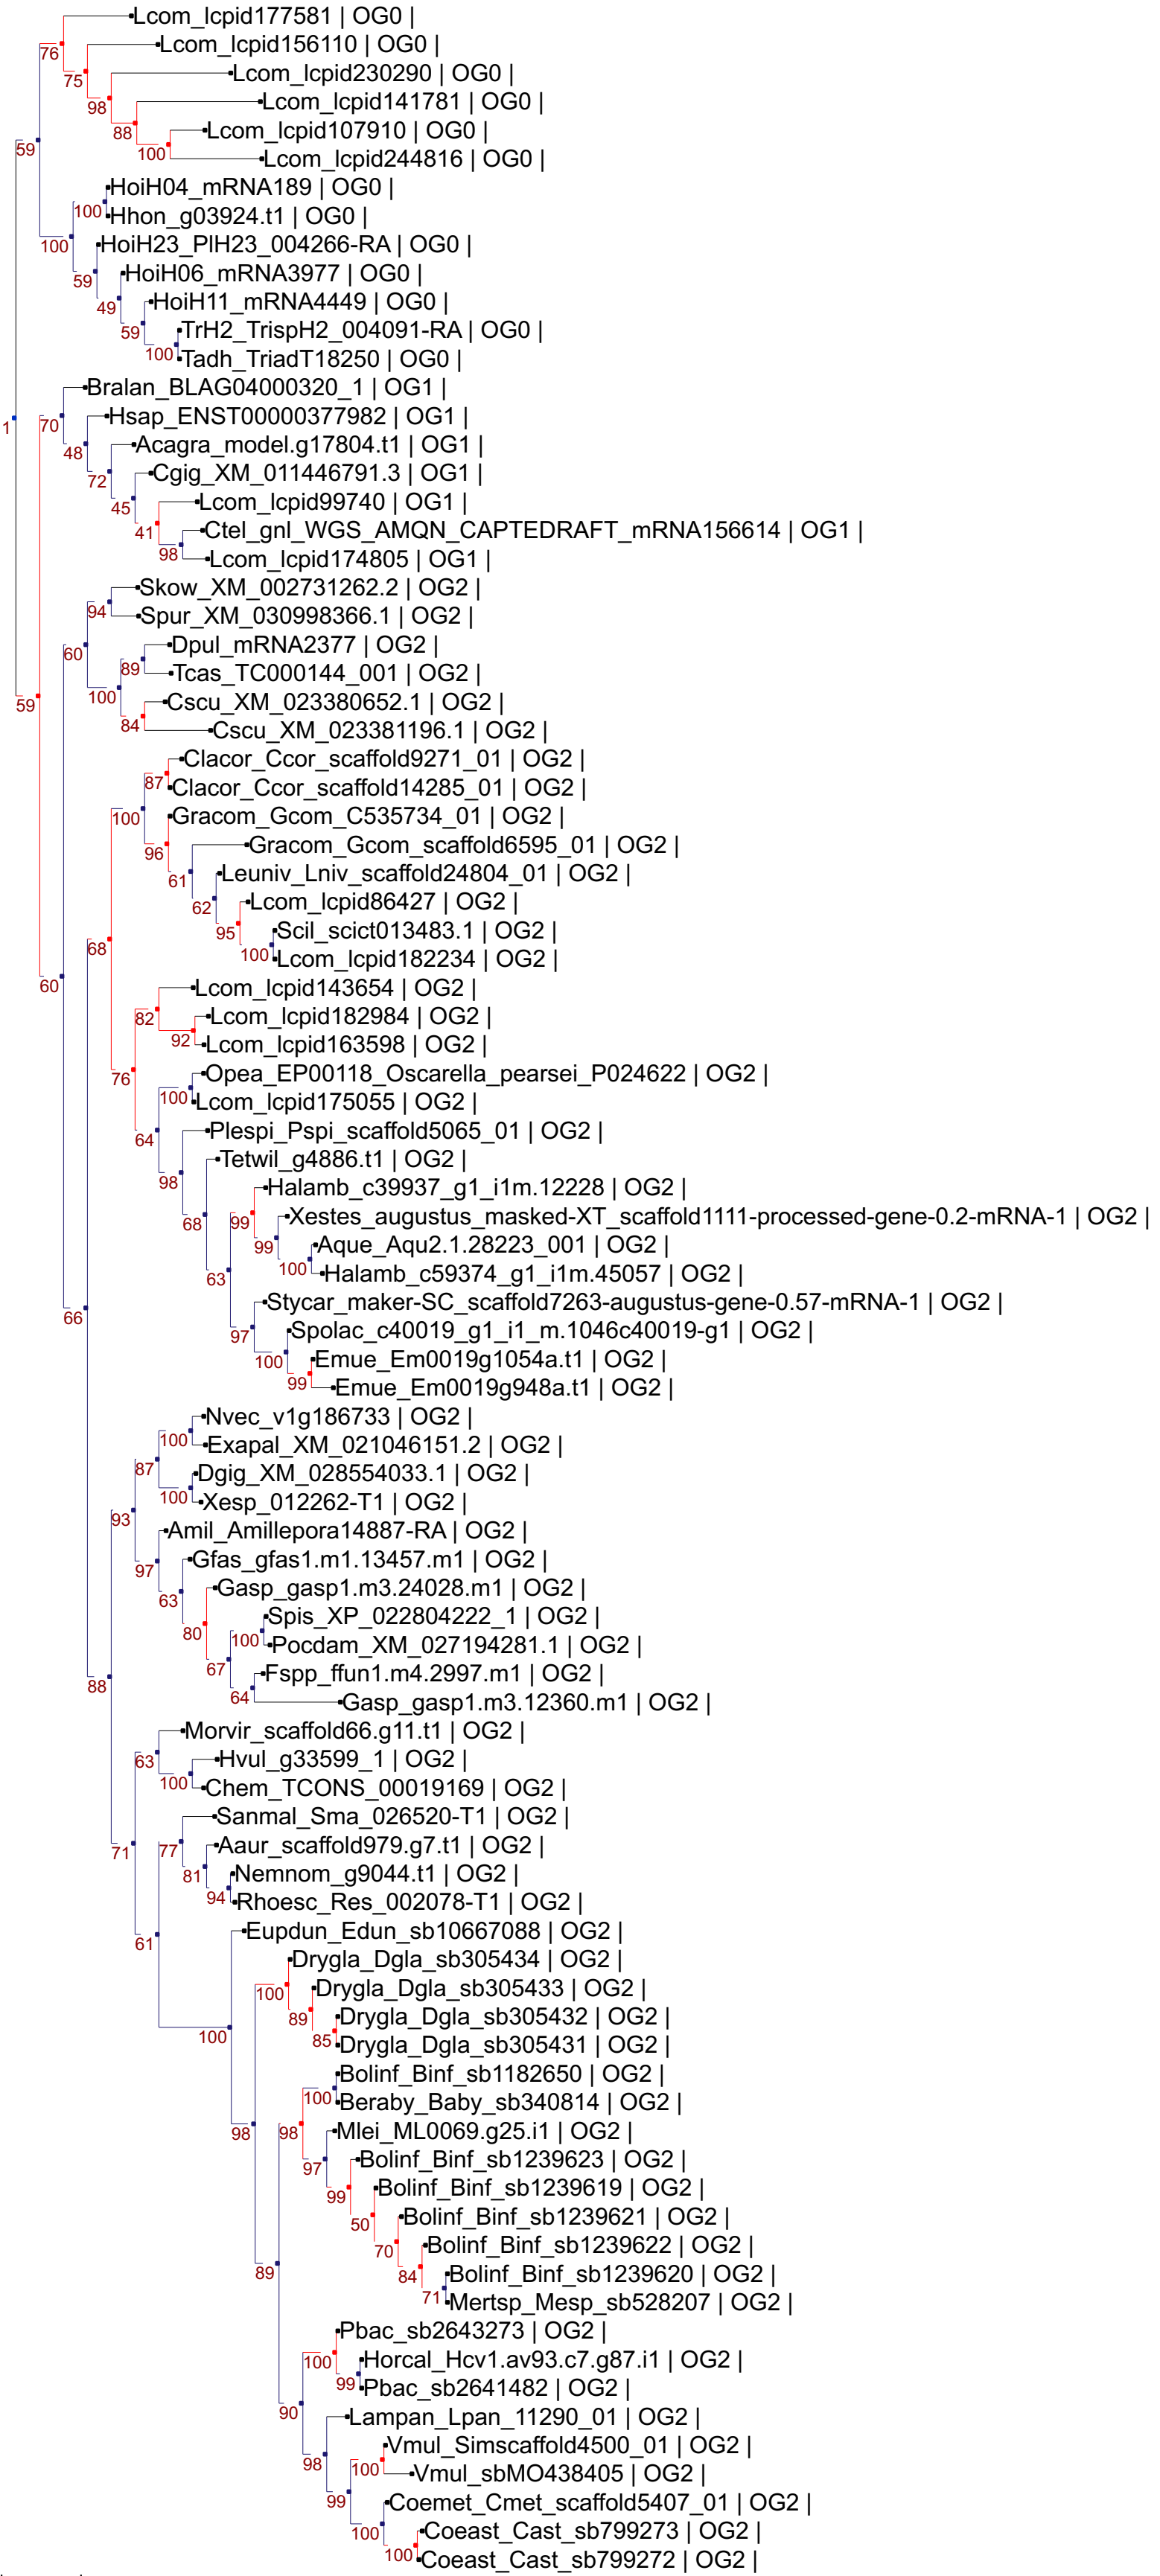 Lcom_lcpid177581 | OG0 |
76
Lcom_lcpid156110 | OG0 |
75
Lcom_lcpid230290 | OG0 |
98
Lcom_lcpid141781 | OG0 |
88
Lcom_lcpid107910 | OG0 |
100
Lcom_lcpid244816 | OG0 |
59
HoiH04_mRNA189 | OG0 |
100
Hhon_g03924.t1 | OG0 |
100
HoiH23_PlH23_004266-RA | OG0 |
59
HoiH06_mRNA3977 | OG0 |
49
HoiH11_mRNA4449 | OG0 |
59
TrH2_TrispH2_004091-RA | OG0 |
100
Tadh_TriadT18250 | OG0 |
1
Bralan_BLAG04000320_1 | OG1 |
70
Hsap_ENST00000377982 | OG1 |
48
Acagra_model.g17804.t1 | OG1 |
72
Cgig_XM_011446791.3 | OG1 |
45
Lcom_lcpid99740 | OG1 |
41
Ctel_gnl_WGS_AMQN_CAPTEDRAFT_mRNA156614 | OG1 |
98
Lcom_lcpid174805 | OG1 |
59
Skow_XM_002731262.2 | OG2 |
94
Spur_XM_030998366.1 | OG2 |
60
Dpul_mRNA2377 | OG2 |
89
Tcas_TC000144_001 | OG2 |
100
Cscu_XM_023380652.1 | OG2 |
84
Cscu_XM_023381196.1 | OG2 |
60
Clacor_Ccor_scaffold9271_01 | OG2 |
87
Clacor_Ccor_scaffold14285_01 | OG2 |
100
Gracom_Gcom_C535734_01 | OG2 |
96
Gracom_Gcom_scaffold6595_01 | OG2 |
61
Leuniv_Lniv_scaffold24804_01 | OG2 |
62
Lcom_lcpid86427 | OG2 |
95
Scil_scict013483.1 | OG2 |
100
Lcom_lcpid182234 | OG2 |
68
Lcom_lcpid143654 | OG2 |
82
Lcom_lcpid182984 | OG2 |
92
Lcom_lcpid163598 | OG2 |
76
Opea_EP00118_Oscarella_pearsei_P024622 | OG2 |
100
Lcom_lcpid175055 | OG2 |
64
Plespi_Pspi_scaffold5065_01 | OG2 |
98
Tetwil_g4886.t1 | OG2 |
68
Halamb_c39937_g1_i1m.12228 | OG2 |
99
Xestes_augustus_masked-XT_scaffold1111-processed-gene-0.2-mRNA-1 | OG2 |
99
Aque_Aqu2.1.28223_001 | OG2 |
100
Halamb_c59374_g1_i1m.45057 | OG2 |
63
Stycar_maker-SC_scaffold7263-augustus-gene-0.57-mRNA-1 | OG2 |
97
Spolac_c40019_g1_i1_m.1046c40019-g1 | OG2 |
100
Emue_Em0019g1054a.t1 | OG2 |
99
Emue_Em0019g948a.t1 | OG2 |
66
Nvec_v1g186733 | OG2 |
100
Exapal_XM_021046151.2 | OG2 |
87
Dgig_XM_028554033.1 | OG2 |
100
Xesp_012262-T1 | OG2 |
93
Amil_Amillepora14887-RA | OG2 |
97
Gfas_gfas1.m1.13457.m1 | OG2 |
63
Gasp_gasp1.m3.24028.m1 | OG2 |
80
Spis_XP_022804222_1 | OG2 |
100
Pocdam_XM_027194281.1 | OG2 |
67
Fspp_ffun1.m4.2997.m1 | OG2 |
64
Gasp_gasp1.m3.12360.m1 | OG2 |
88
Morvir_scaffold66.g11.t1 | OG2 |
63
Hvul_g33599_1 | OG2 |
100
Chem_TCONS_00019169 | OG2 |
71
Sanmal_Sma_026520-T1 | OG2 |
77
Aaur_scaffold979.g7.t1 | OG2 |
81
Nemnom_g9044.t1 | OG2 |
94
Rhoesc_Res_002078-T1 | OG2 |
61
Eupdun_Edun_sb10667088 | OG2 |
100
Drygla_Dgla_sb305434 | OG2 |
100
Drygla_Dgla_sb305433 | OG2 |
89
Drygla_Dgla_sb305432 | OG2 |
85
Drygla_Dgla_sb305431 | OG2 |
98
Bolinf_Binf_sb1182650 | OG2 |
100
Beraby_Baby_sb340814 | OG2 |
98
Mlei_ML0069.g25.i1 | OG2 |
97
Bolinf_Binf_sb1239623 | OG2 |
99
Bolinf_Binf_sb1239619 | OG2 |
50
Bolinf_Binf_sb1239621 | OG2 |
70
Bolinf_Binf_sb1239622 | OG2 |
84
Bolinf_Binf_sb1239620 | OG2 |
71
Mertsp_Mesp_sb528207 | OG2 |
89
Pbac_sb2643273 | OG2 |
100
Horcal_Hcv1.av93.c7.g87.i1 | OG2 |
99
Pbac_sb2641482 | OG2 |
90
Lampan_Lpan_11290_01 | OG2 |
98
Vmul_Simscaffold4500_01 | OG2 |
100
Vmul_sbMO438405 | OG2 |
99
Coemet_Cmet_scaffold5407_01 | OG2 |
100
Coeast_Cast_sb799273 | OG2 |
100
Coeast_Cast_sb799272 | OG2 |